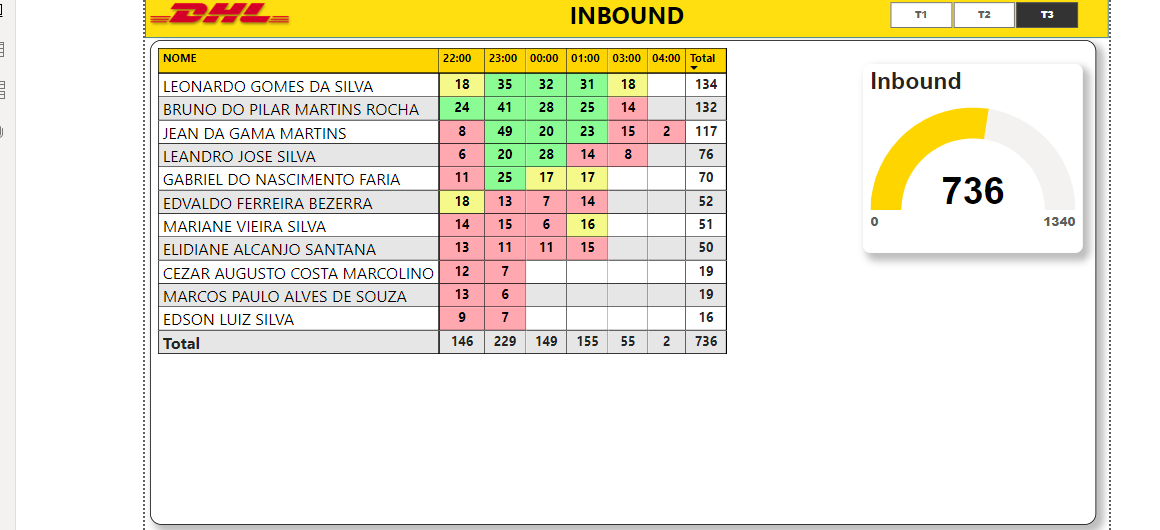 DHL INBOUND T1 T2 T3
NOME 22:00 23:00 00:00 01:00 03:00 04:00 Total
LEONARDO GOMES DA SILVA 18 35 32 31 18 134
BRUNO DO PILAR MARTINS ROCHA 24 41 28 25 14 132
JEAN DA GAMA MARTINS 8 49 20 23 15 2 117
LEANDRO JOSE SILVA 6 20 28 14 8 76
GABRIEL DO NASCIMENTO FARIA 11 25 17 17 70
EDVALDO FERREIRA BEZERRA 18 13 7 14 52
MARIANE VIEIRA SILVA 14 15 6 16 51
ELIDIANE ALCANJO SANTANA 13 11 11 15 50
CEZAR AUGUSTO COSTA MARCOLINO 12 7 19
MARCOS PAULO ALVES DE SOUZA 13 6 19
EDSON LUIZ SILVA 9 7 16
Total 146 229 149 155 55 2 736
Inbound
736
0 1340